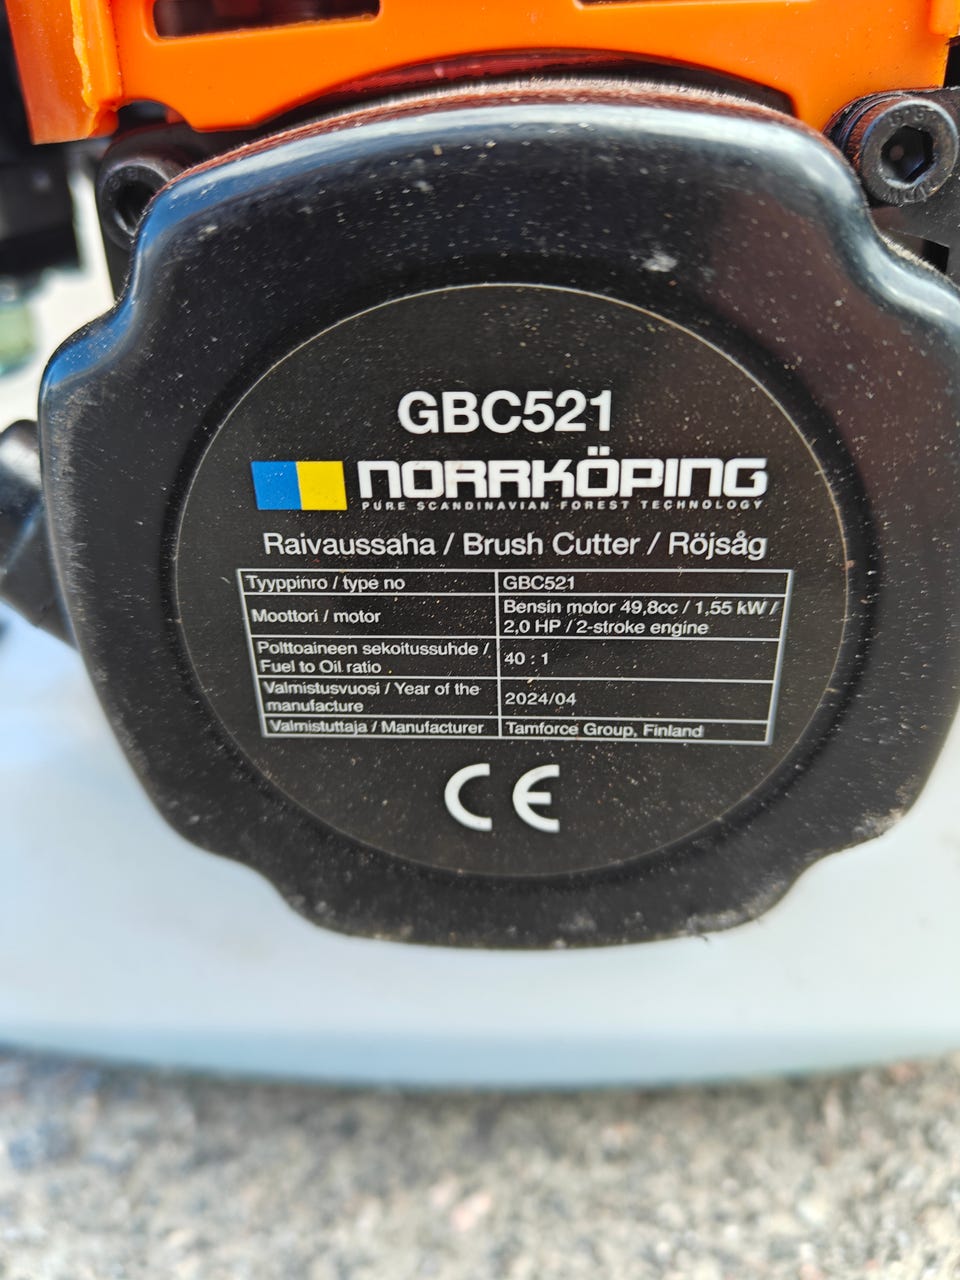 GBC521
NORRKÖPING
PURE SCANDINAVIAN FOREST TECHNOLOGY
Raivaussaha / Brush Cutter / Röjsåg
Tyyppinro / type no GBC521
Moottori / motor Bensin motor 49,8cc / 1,55 kW /
2,0 HP / 2-stroke engine
Polttoaineen sekoitussuhde /
Fuel to Oil ratio 40 : 1
Valmistusvuosi / Year of the
manufacture 2024/04
Valmistuttaja / Manufacturer Tamforce Group, Finland
CE